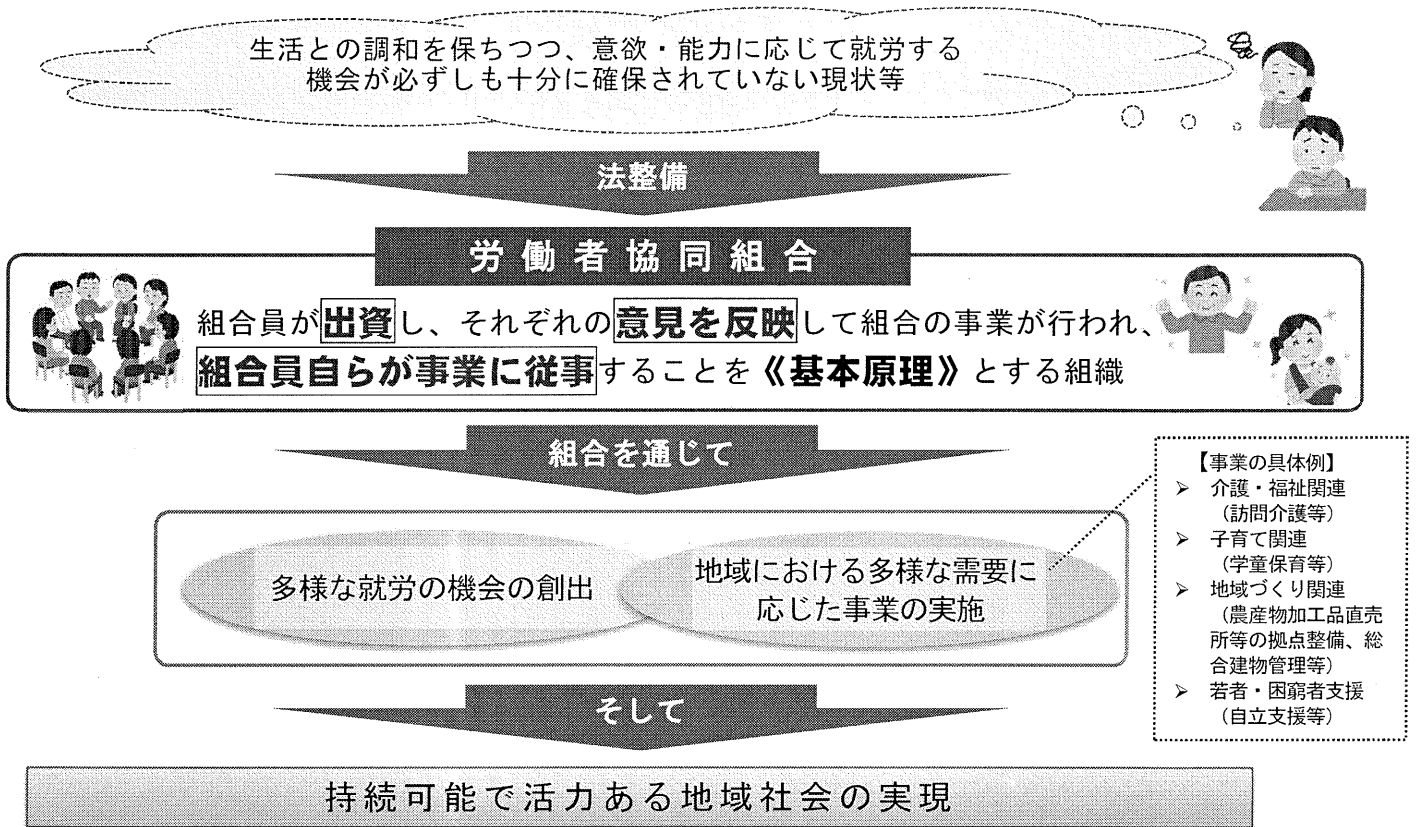 生活との調和を保ちつつ、意欲・能力に応じて就労する
機会が必ずしも十分に確保されていない現状等
法整備
労働者協同組合
組合員が出資し、それぞれの意見を反映して組合の事業が行われ、
組合員自らが事業に従事することを《基本原理》とする組織
組合を通じて
多様な就労の機会の創出
地域における多様な需要に
応じた事業の実施
【事業の具体例】
➢ 介護・福祉関連
（訪問介護等）
➢ 子育て関連
（学童保育等）
➢ 地域づくり関連
（農産物加工品直売
所等の拠点整備、総
合建物管理等）
➢ 若者・困窮者支援
（自立支援等）
そして
持続可能で活力ある地域社会の実現